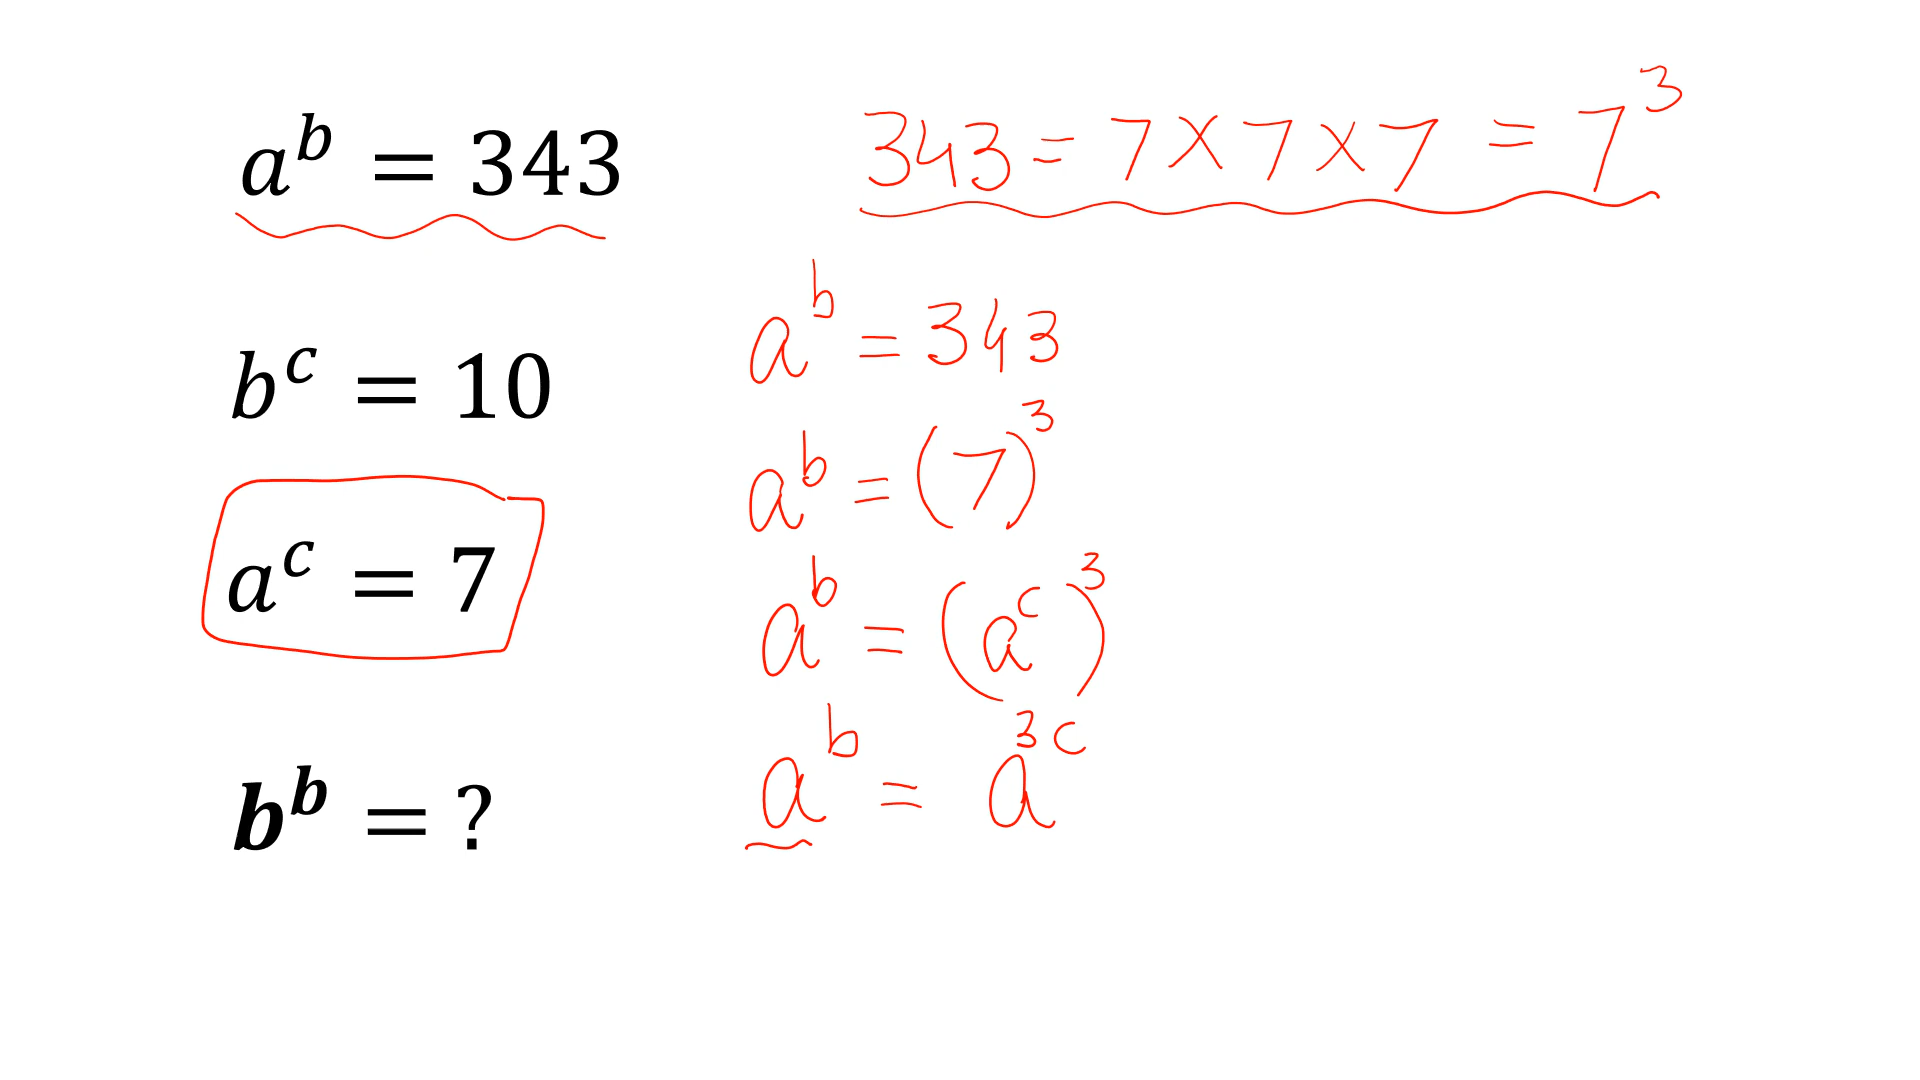 a^b = 343
b^c = 10
a^c = 7
b^b = ?
343 = 7 × 7 × 7 = 7^3
a^b = 343
a^b = (7)^3
a^b = (a^c)^3
a^b = a^3c